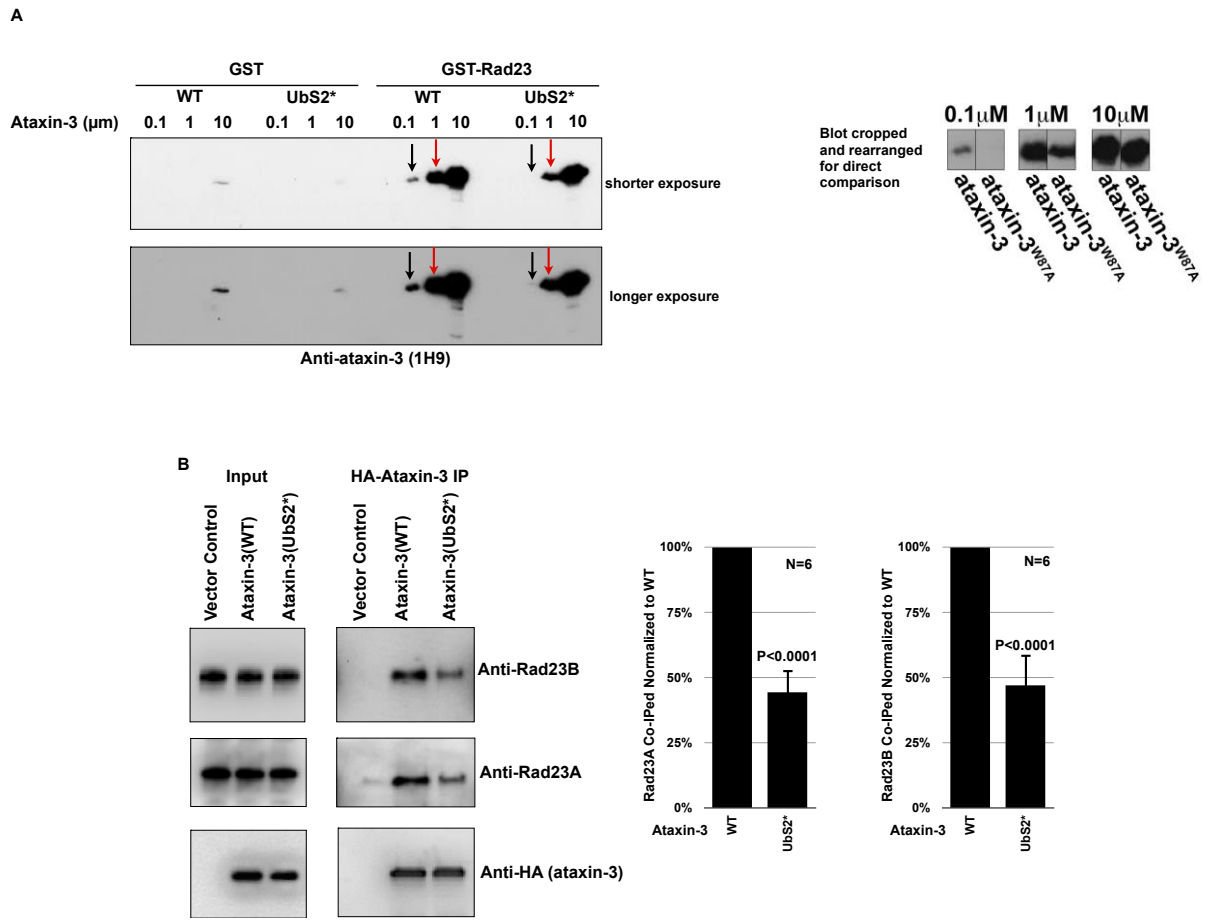 A
GST GST-Rad23
WT UbS2* WT UbS2*
Ataxin-3 (µm) 0.1 1 10 0.1 1 10 0.1 1 10 0.1 1 10
shorter exposure
longer exposure
Anti-ataxin-3 (1H9)
0.1µM 1µM 10µM
Blot cropped
and rearranged
for direct
comparison
ataxin-3 ataxin-3W87A ataxin-3 ataxin-3W87A ataxin-3 ataxin-3W87A
B
Input HA-Ataxin-3 IP
Vector Control Ataxin-3(WT) Ataxin-3(UbS2*) Vector Control Ataxin-3(WT) Ataxin-3(UbS2*)
Anti-Rad23B
Anti-Rad23A
Anti-HA (ataxin-3)
Rad23A Co-IPed Normalized to WT
100%
75%
50%
25%
0%
N=6
P<0.0001
Ataxin-3 WT UbS2*
Rad23B Co-IPed Normalized to WT
100%
75%
50%
25%
0%
N=6
P<0.0001
Ataxin-3 WT UbS2*